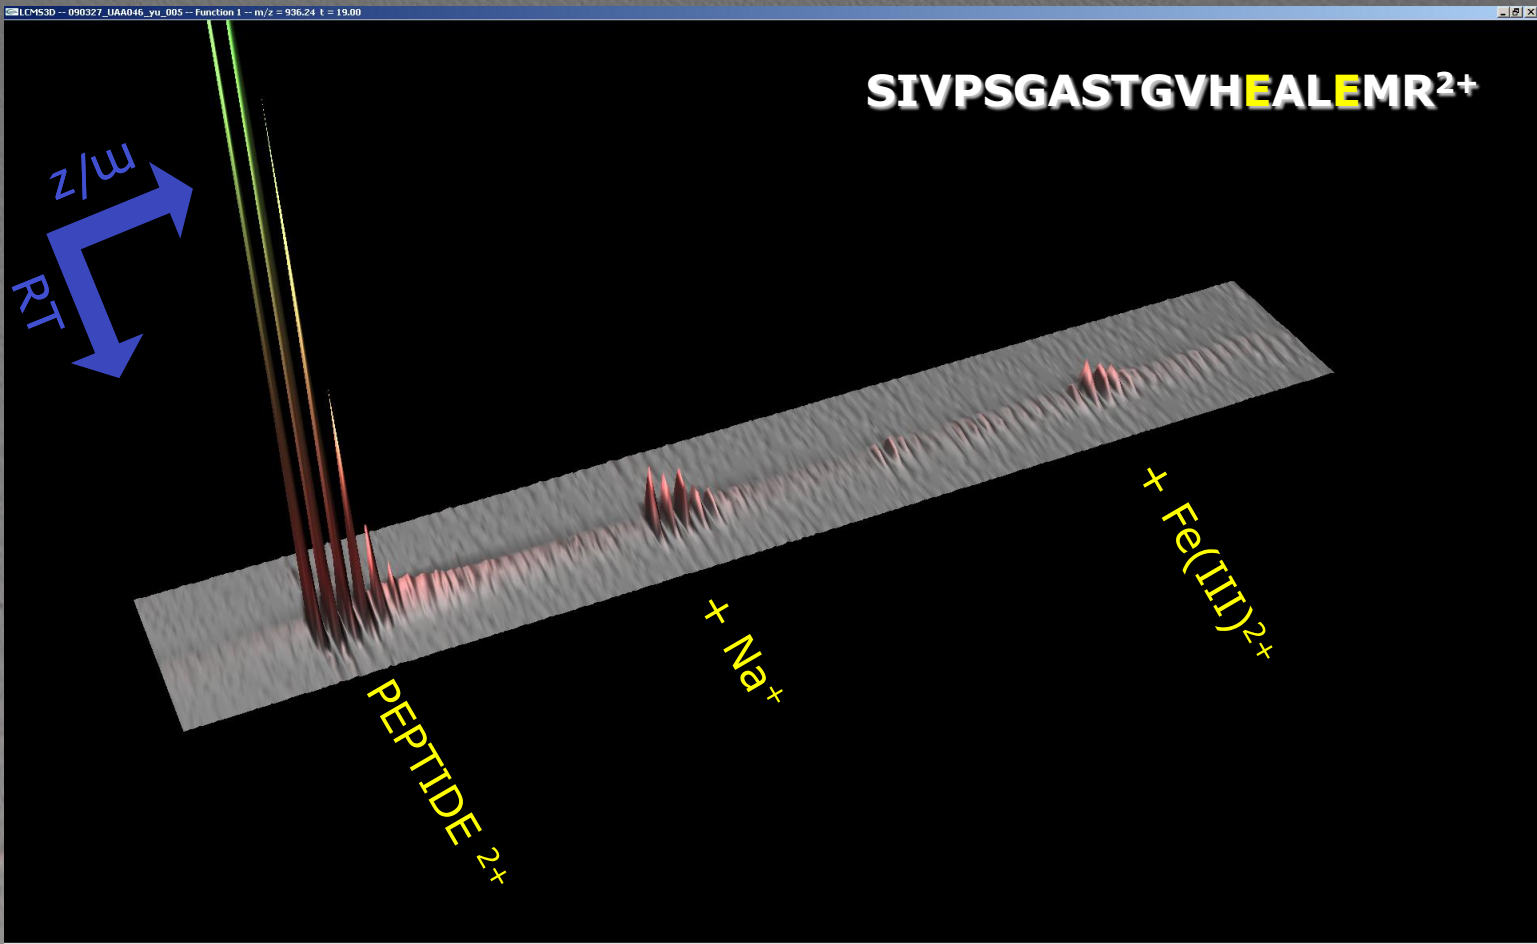 LCMS3D -- 090327_UAA046_yu_005 -- Function 1 -- m/z = 936.24 t = 19.00
SIVPSGASTGVHEALEMR²⁺
m/z
RT
+ Na⁺
+ Fe(III)²⁺
PEPTIDE ²⁺